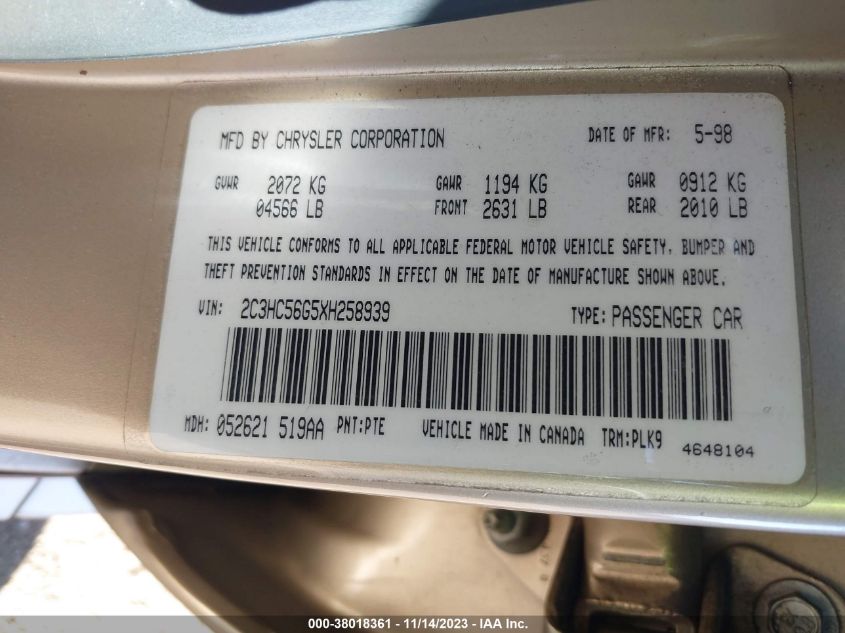 MFD BY CHRYSLER CORPORATION DATE OF MFR: 5-98
GVWR 2072 KG GAWR 1194 KG GAWR 0912 KG
04566 LB FRONT 2631 LB REAR 2010 LB
THIS VEHICLE CONFORMS TO ALL APPLICABLE FEDERAL MOTOR VEHICLE SAFETY, BUMPER AND
THEFT PREVENTION STANDARDS IN EFFECT ON THE DATE OF MANUFACTURE SHOWN ABOVE.
VIN: 2C3HC56G5XH258939 TYPE: PASSENGER CAR
MDH: 052621 519AA PNT:PTE VEHICLE MADE IN CANADA TRM:PLK9 4648104
000-38018361 - 11/14/2023 - IAA Inc.